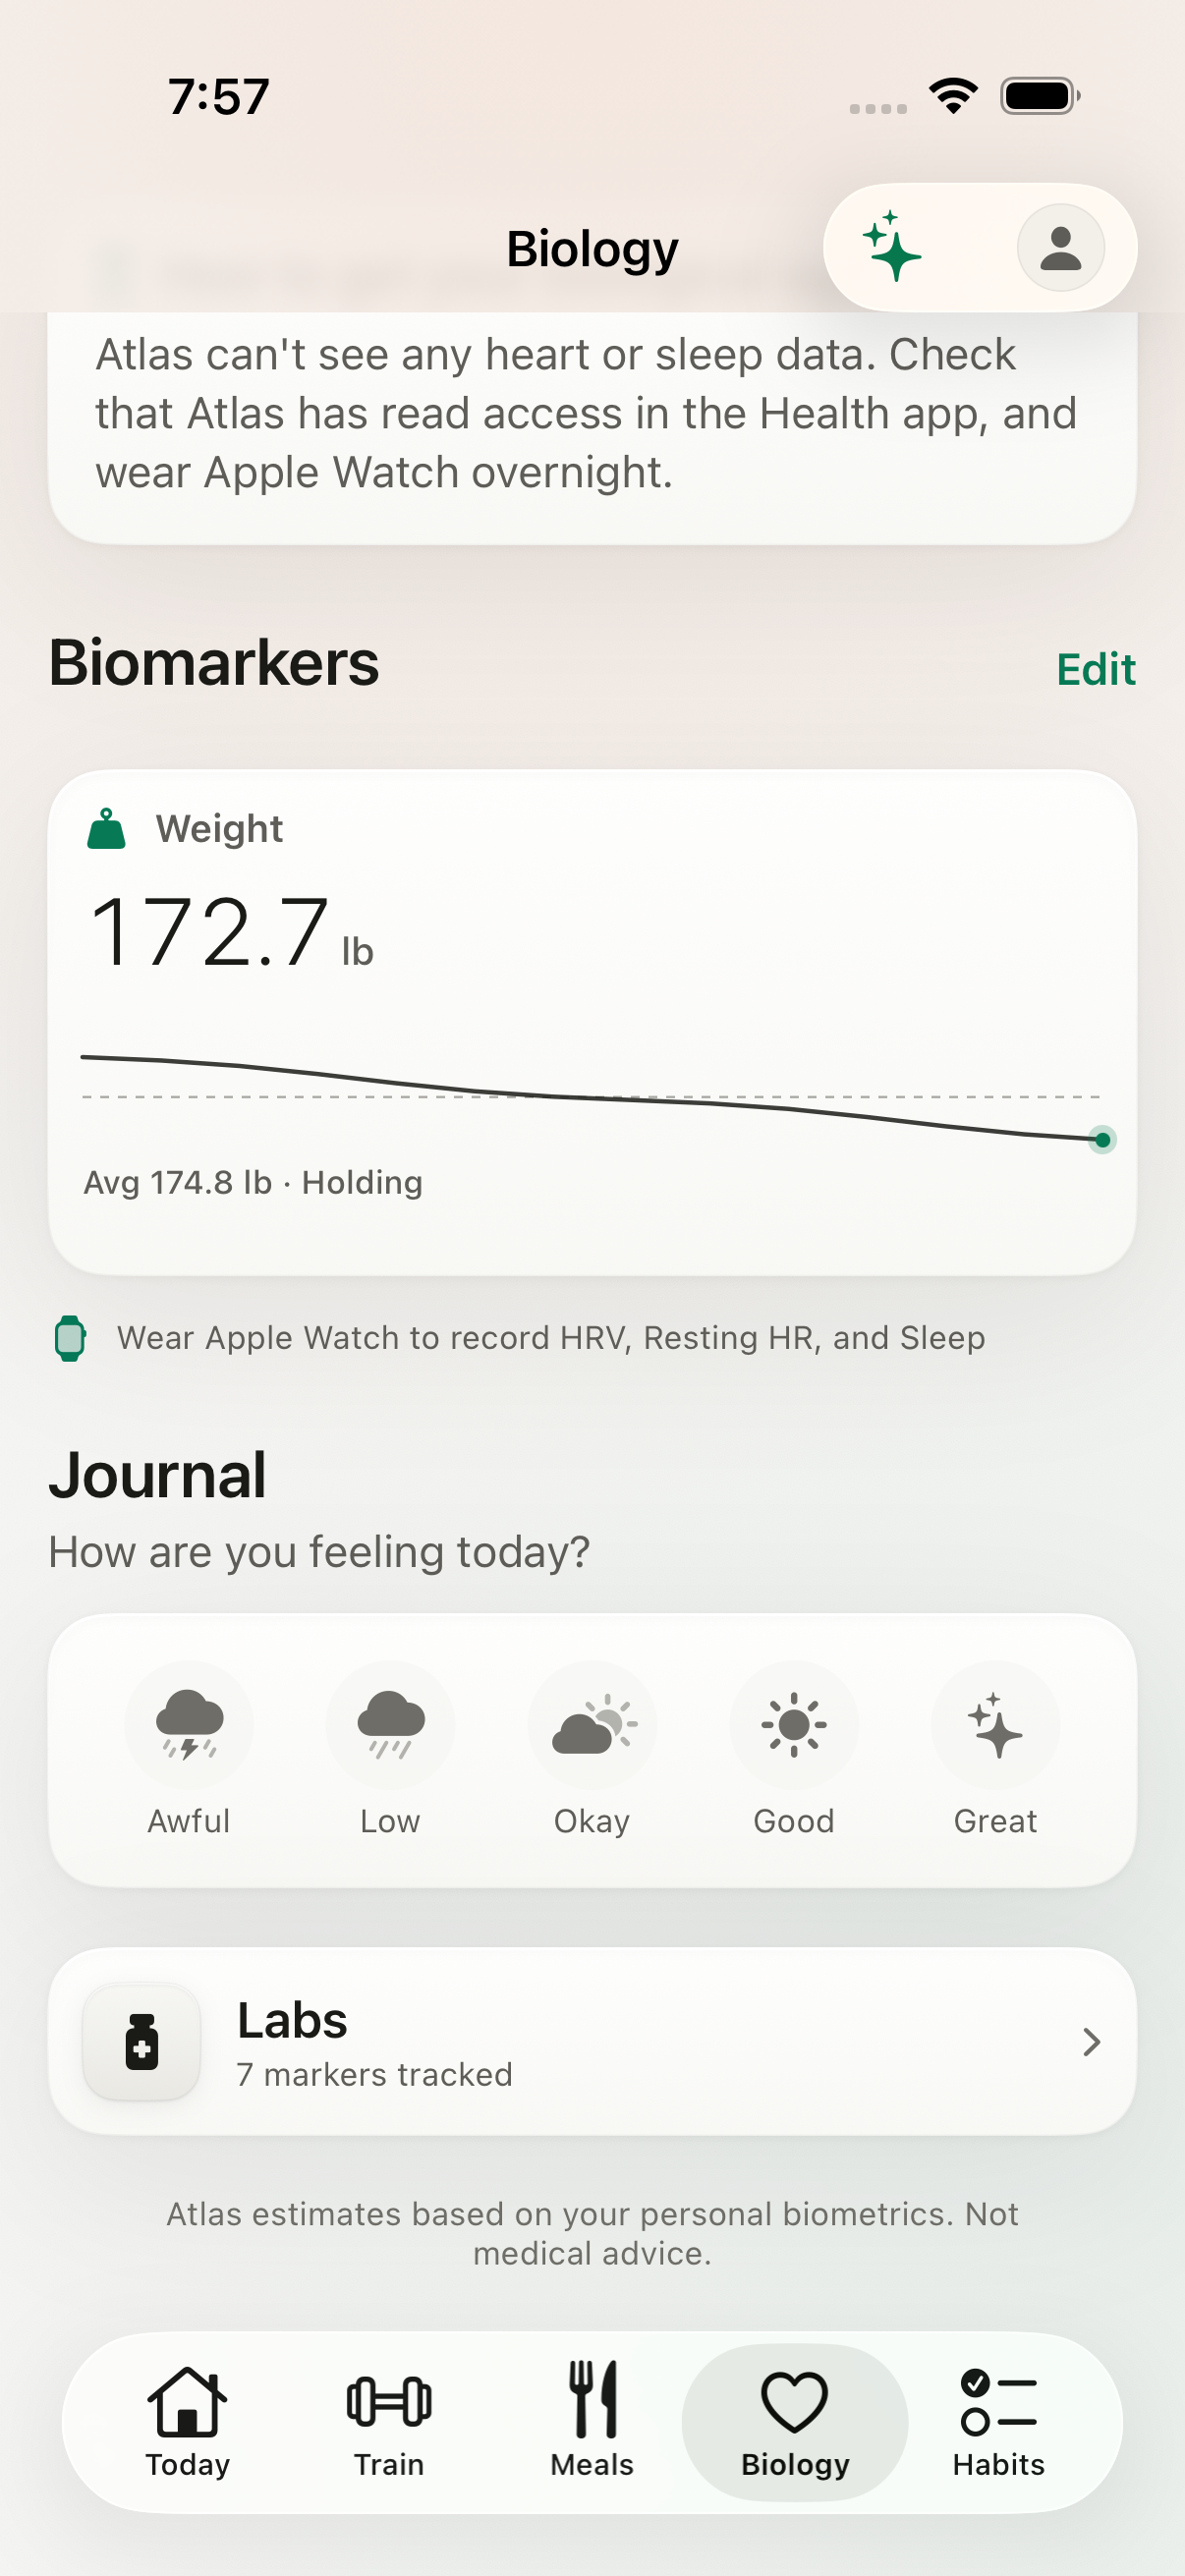 7:57
Biology
Atlas can't see any heart or sleep data. Check
that Atlas has read access in the Health app, and
wear Apple Watch overnight.
Biomarkers
Edit
Weight
172.7 lb
Avg 174.8 lb · Holding
Wear Apple Watch to record HRV, Resting HR, and Sleep
Journal
How are you feeling today?
Awful
Low
Okay
Good
Great
Labs
7 markers tracked
Atlas estimates based on your personal biometrics. Not
medical advice.
Today
Train
Meals
Biology
Habits